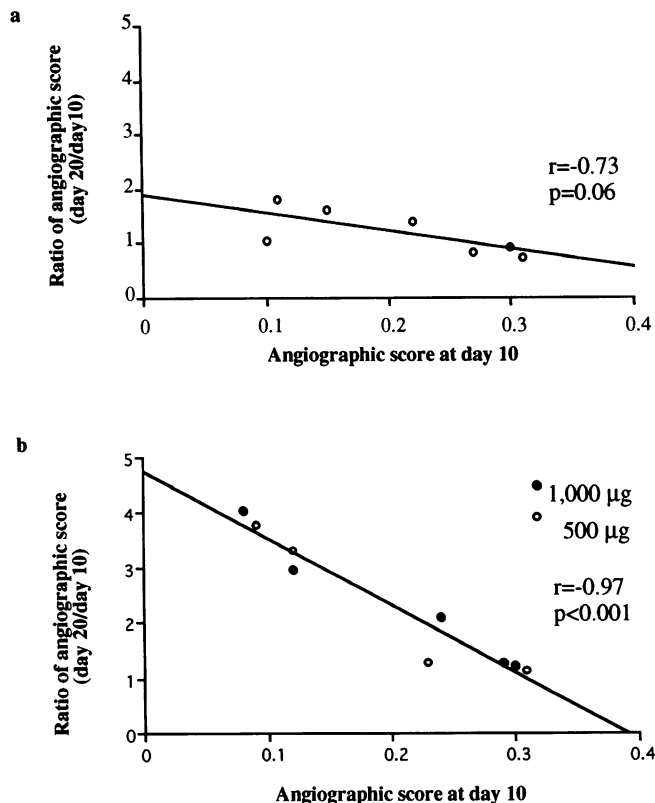 a
5
4
3
2
1
0
Ratio of angiographic score
(day 20/day10)
r=-0.73
p=0.06
0 0.1 0.2 0.3 0.4
Angiographic score at day 10
b
5
4
3
2
1
0
Ratio of angiographic score
(day 20/day 10)
1,000 µg
500 µg
r=-0.97
p<0.001
0 0.1 0.2 0.3 0.4
Angiographic score at day 10